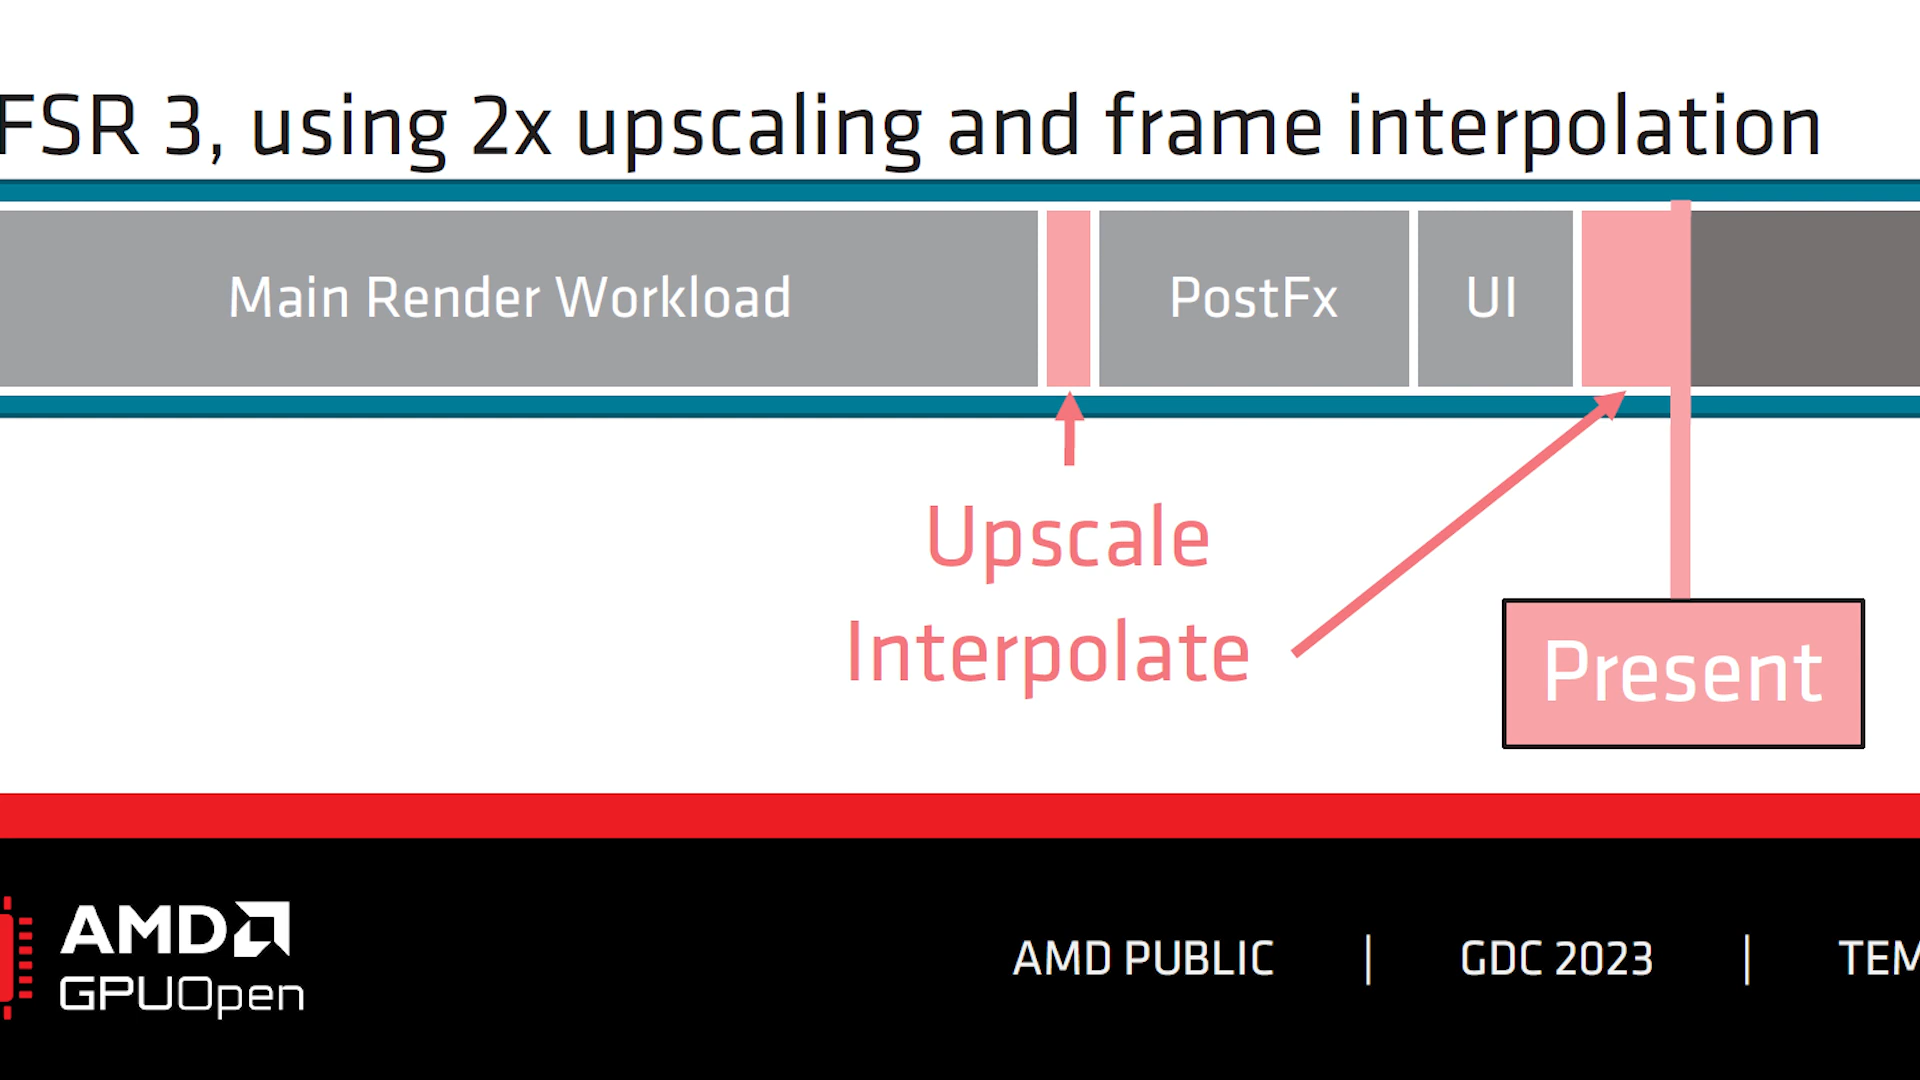 FSR 3, using 2x upscaling and frame interpolation
Main Render Workload
PostFx
UI
Upscale
Interpolate
Present
AMD
GPUOpen
AMD PUBLIC | GDC 2023 | TEM